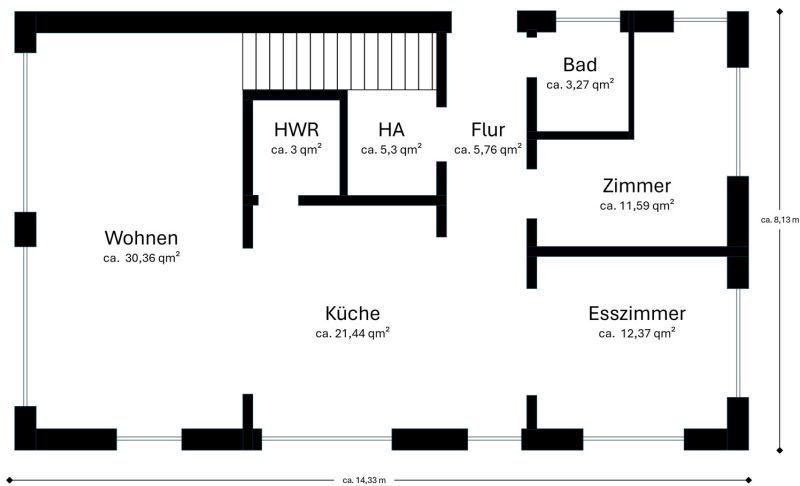 Bad
ca. 3,27 qm²
HWR
ca. 3 qm²
HA
ca. 5,3 qm²
Flur
ca. 5,76 qm²
Zimmer
ca. 11,59 qm²
ca. 8,13 m
Wohnen
ca. 30,36 qm²
Küche
ca. 21,44 qm²
Esszimmer
ca. 12,37 qm²
ca. 14,33 m